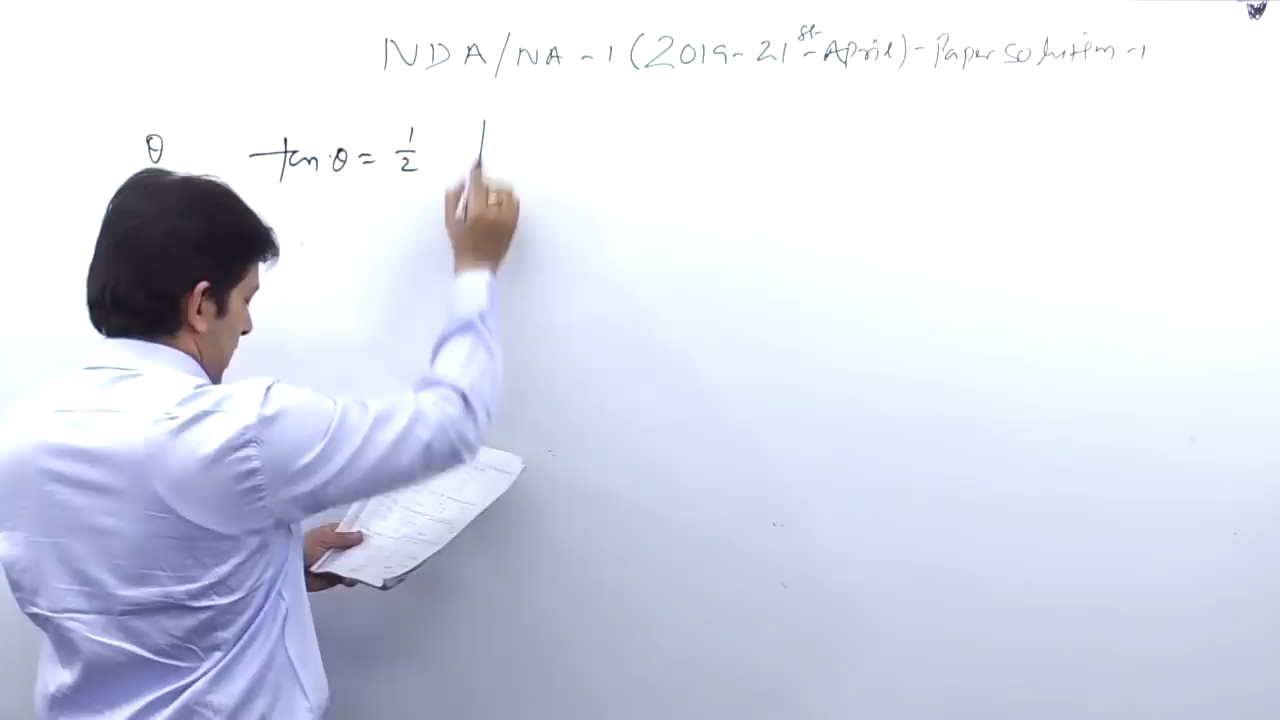 NDA/NA-1 (2019-21st-April)-Paper solution-1
θ tan θ = 1/2